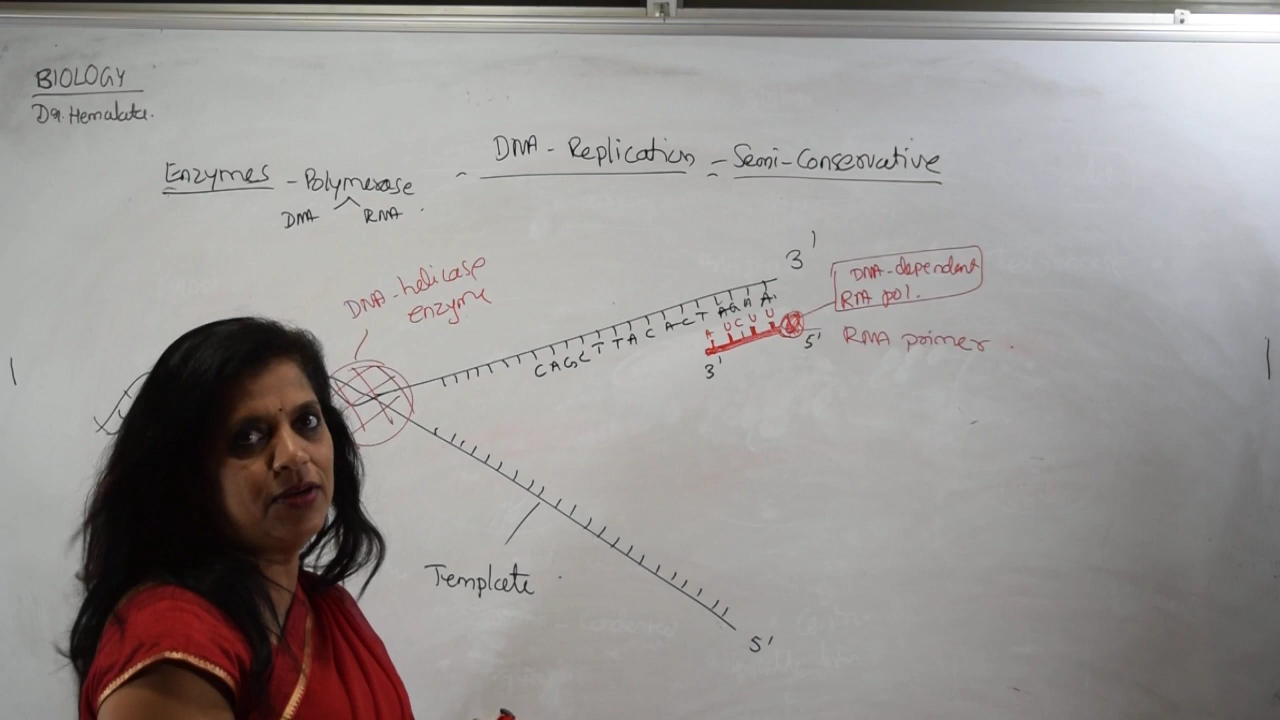 BIOLOGY
Dr. Hemalata.
DNA - Replication - Semi-Conservative
Enzymes - Polymerase -
DNA RNA.
3'
DNA-helicase
enzyme
DNA-dependent
RNA pol.
C A G C T T A C A C T A G A A.
A U C U U
5'
RNA primer.
3'
Template.
5'